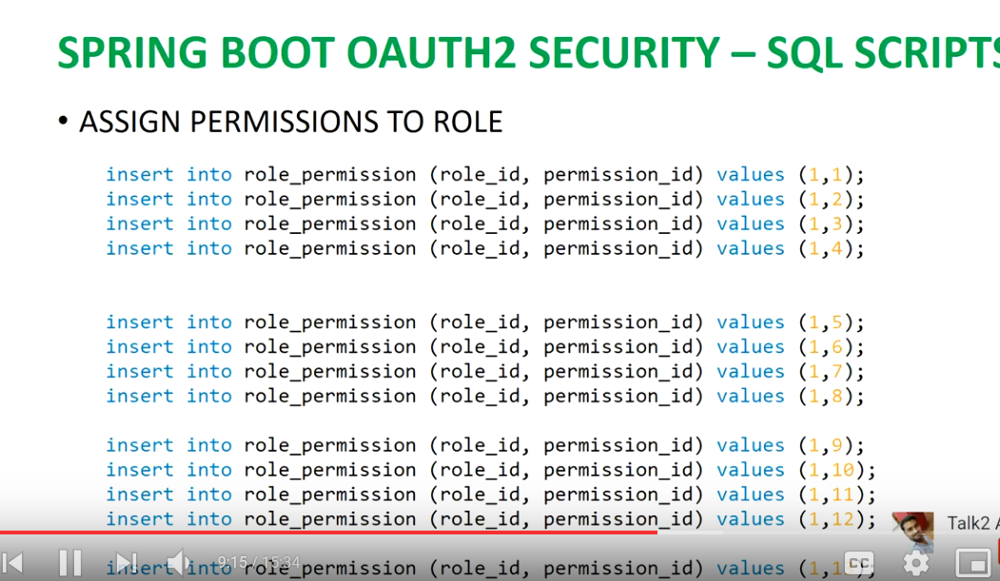 SPRING BOOT OAUTH2 SECURITY – SQL SCRIPTS
• ASSIGN PERMISSIONS TO ROLE
insert into role_permission (role_id, permission_id) values (1,1);
insert into role_permission (role_id, permission_id) values (1,2);
insert into role_permission (role_id, permission_id) values (1,3);
insert into role_permission (role_id, permission_id) values (1,4);
insert into role_permission (role_id, permission_id) values (1,5);
insert into role_permission (role_id, permission_id) values (1,6);
insert into role_permission (role_id, permission_id) values (1,7);
insert into role_permission (role_id, permission_id) values (1,8);
insert into role_permission (role_id, permission_id) values (1,9);
insert into role_permission (role_id, permission_id) values (1,10);
insert into role_permission (role_id, permission_id) values (1,11);
insert into role_permission (role_id, permission_id) values (1,12);
Talk2 A
9:15 / 15:34
CC
insert into role_permission (role_id, permission_id) values